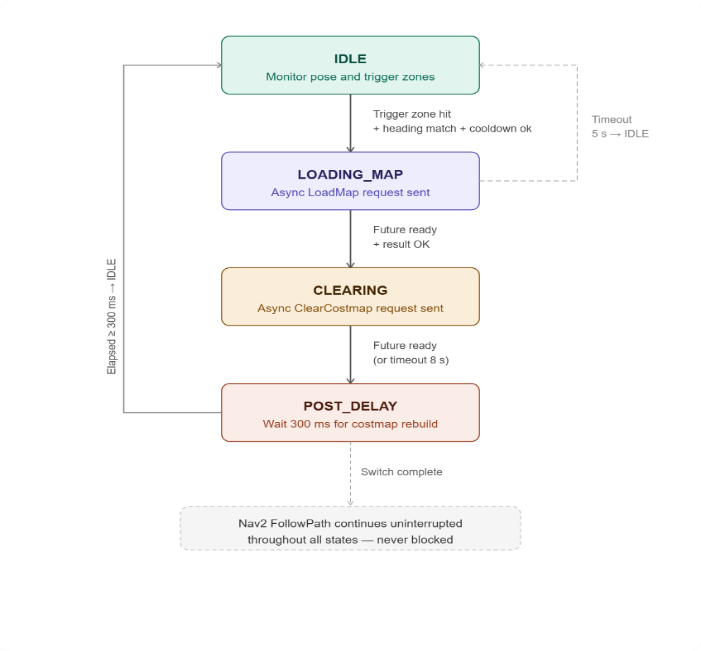 IDLE
Monitor pose and trigger zones
Trigger zone hit
+ heading match + cooldown ok
Timeout
5 s → IDLE
LOADING_MAP
Async LoadMap request sent
Future ready
+ result OK
Elapsed ≥ 300 ms → IDLE
CLEARING
Async ClearCostmap request sent
Future ready
(or timeout 8 s)
POST_DELAY
Wait 300 ms for costmap rebuild
Switch complete
Nav2 FollowPath continues uninterrupted
throughout all states — never blocked